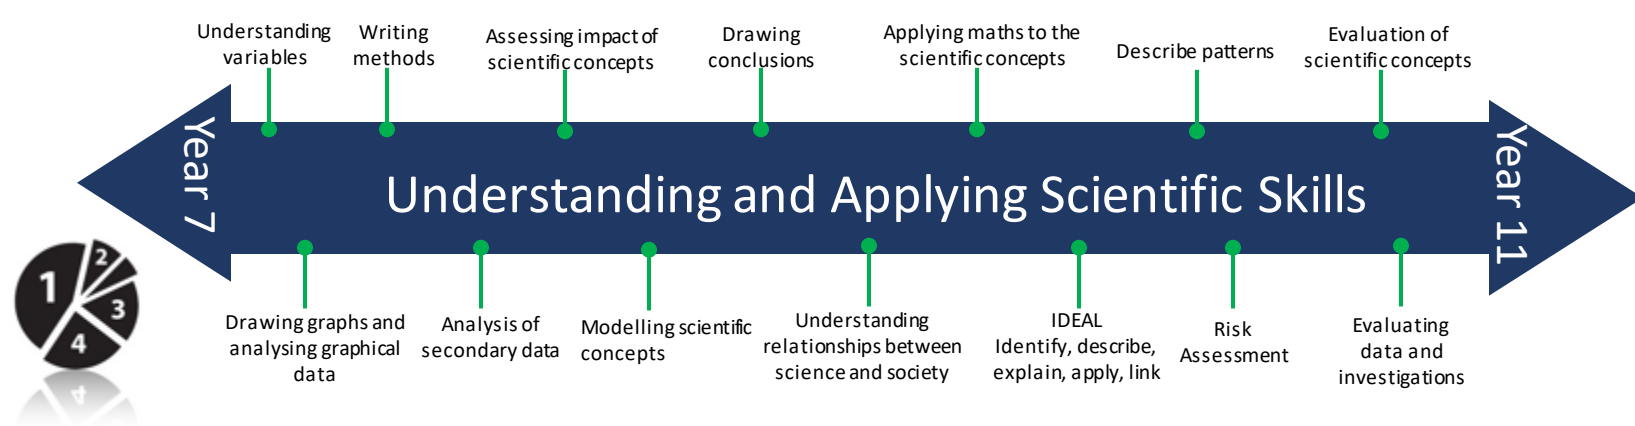 Understanding
variables
Writing
methods
Assessing impact of
scientific concepts
Drawing
conclusions
Applying maths to the
scientific concepts
Describe patterns
Evaluation of
scientific concepts
Year 7
Understanding and Applying Scientific Skills
Year 11
1
2
3
4
Drawing graphs and
analysing graphical
data
Analysis of
secondary data
Modelling scientific
concepts
Understanding
relationships between
science and society
IDEAL
Identify, describe,
explain, apply, link
Risk
Assessment
Evaluating
data and
investigations